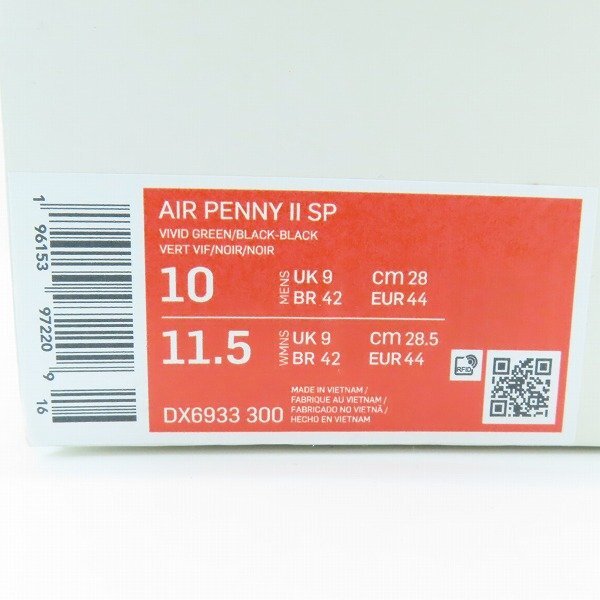 AIR PENNY II SP
VIVID GREEN/BLACK-BLACK
VERT VIF/NOIR/NOIR
10 MENS UK 9 CM 28
BR 42 EUR 44
11.5 WMNS UK 9 CM 28.5
BR 42 EUR 44
RFID
DX6933 300
MADE IN VIETNAM /
FABRIQUE AU VIETNAM /
FABRICADO NO VIETNÃ /
HECHO EN VIETNAM
1 96153 97220 9 16